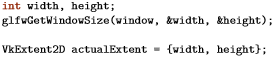 int width, height;
glfwGetWindowSize(window, &width, &height);
VkExtent2D actualExtent = {width, height};